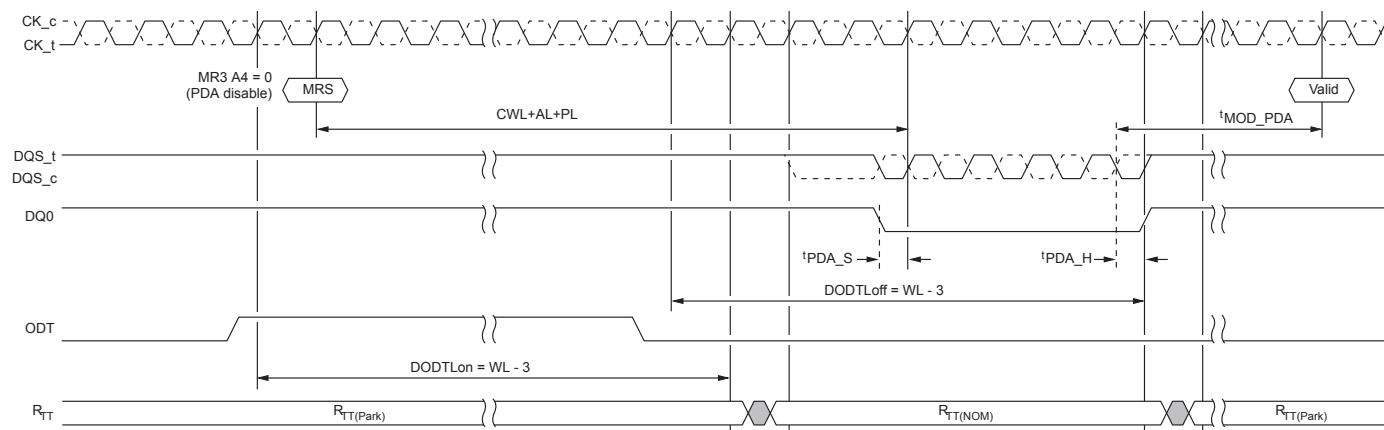 CK_c
CK_t
MR3 A4 = 0
(PDA disable)
MRS
Valid
CWL+AL+PL
tMOD_PDA
DQS_t
DQS_c
DQ0
tPDA_S
tPDA_H
DODTLoff = WL - 3
ODT
DODTLon = WL - 3
RTT
RTT(Park)
RTT(NOM)
RTT(Park)